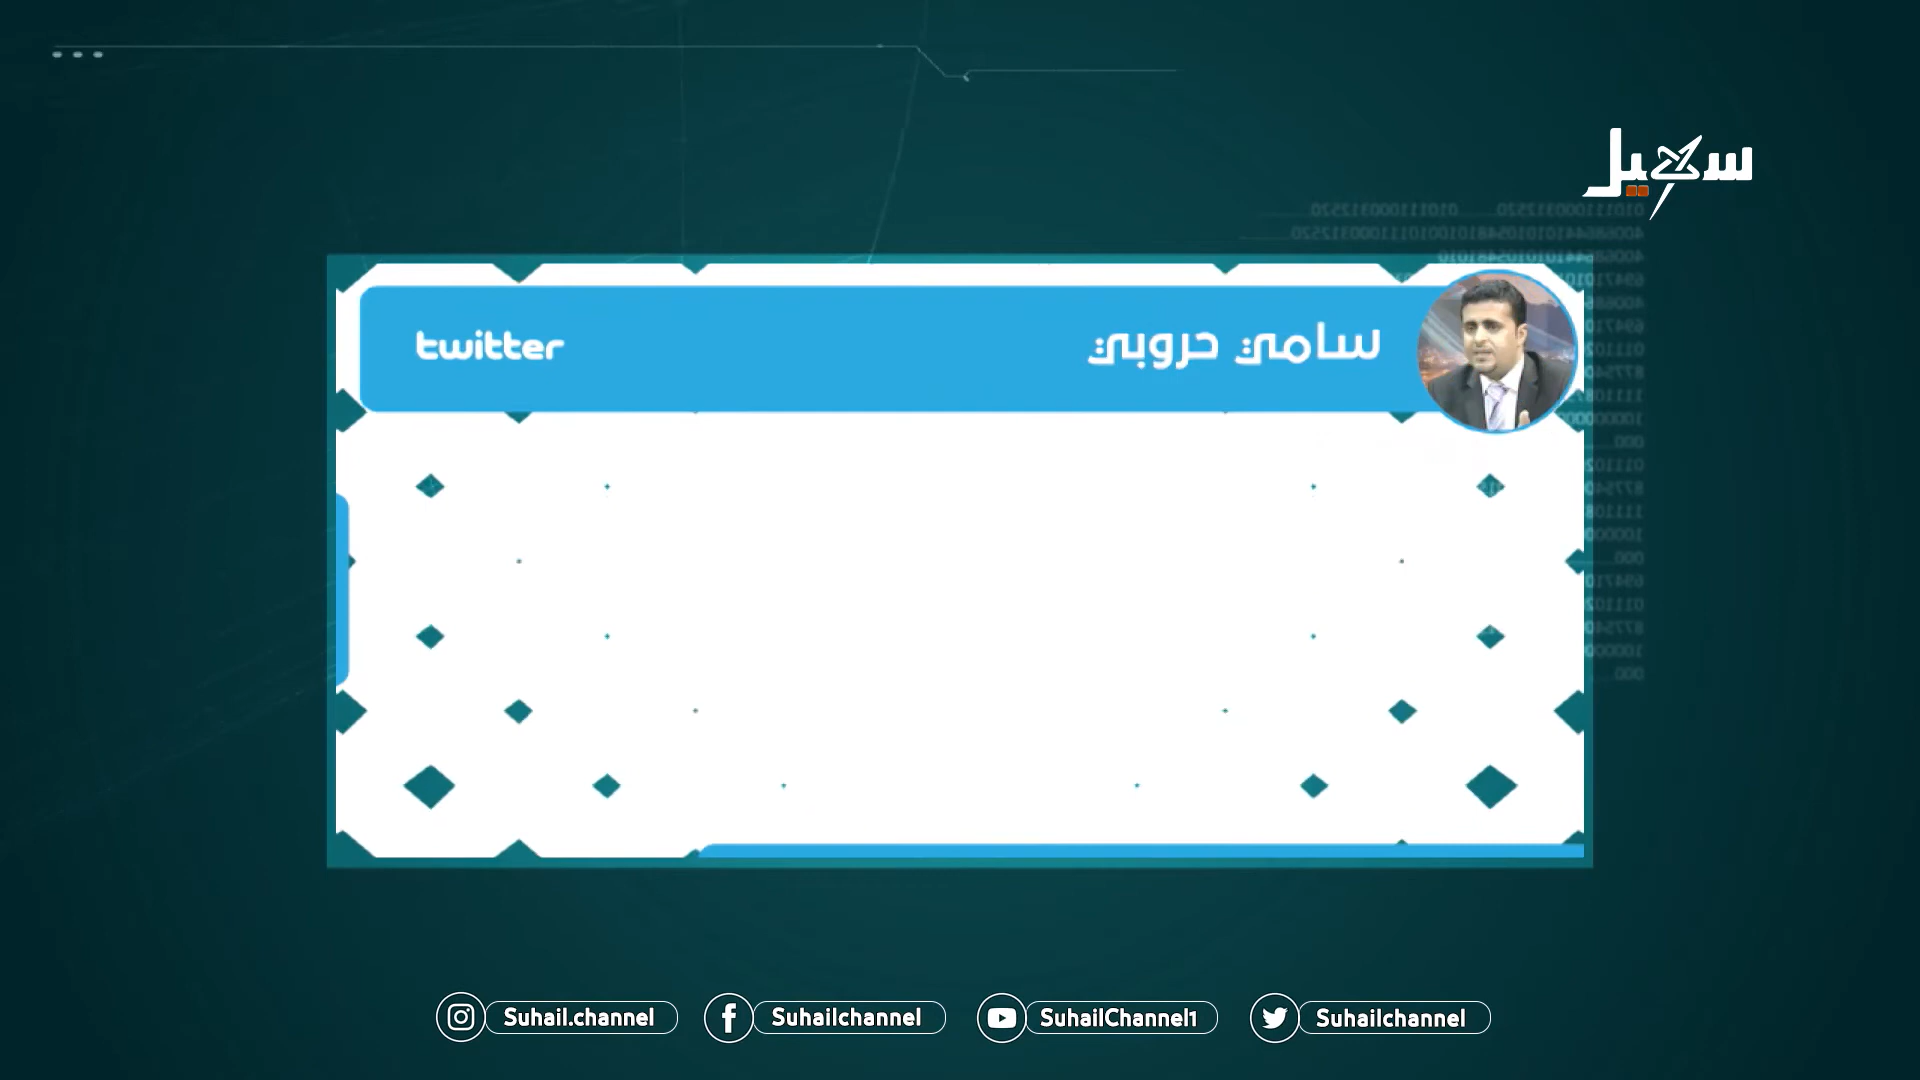 سهيل
twitter
سامي حروبي
Suhail.channel
Suhailchannel
SuhailChannel1
Suhailchannel